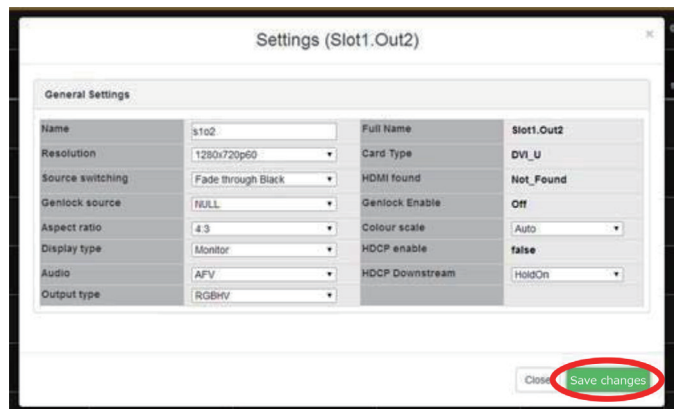 Settings (Slot1.Out2)
×
General Settings
Name s1o2 Full Name Slot1.Out2
Resolution 1280x720p60 Card Type DVI_U
Source switching Fade through Black HDMI found Not_Found
Genlock source NULL Genlock Enable Off
Aspect ratio 4:3 Colour scale Auto
Display type Monitor HDCP enable false
Audio AFV HDCP Downstream HoldOn
Output type RGBHV
Close Save changes